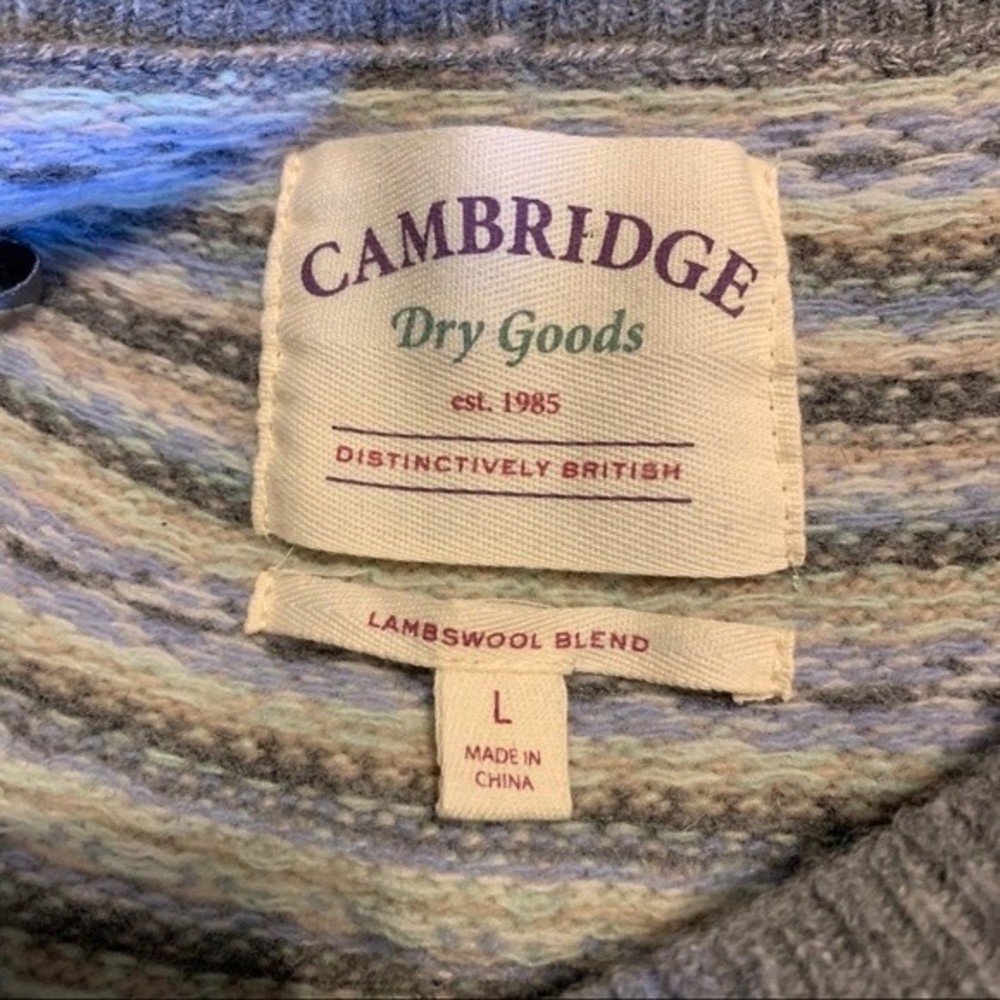 CAMBRIDGE
Dry Goods
est. 1985
DISTINCTIVELY BRITISH
LAMBSWOOL BLEND
L
MADE IN
CHINA